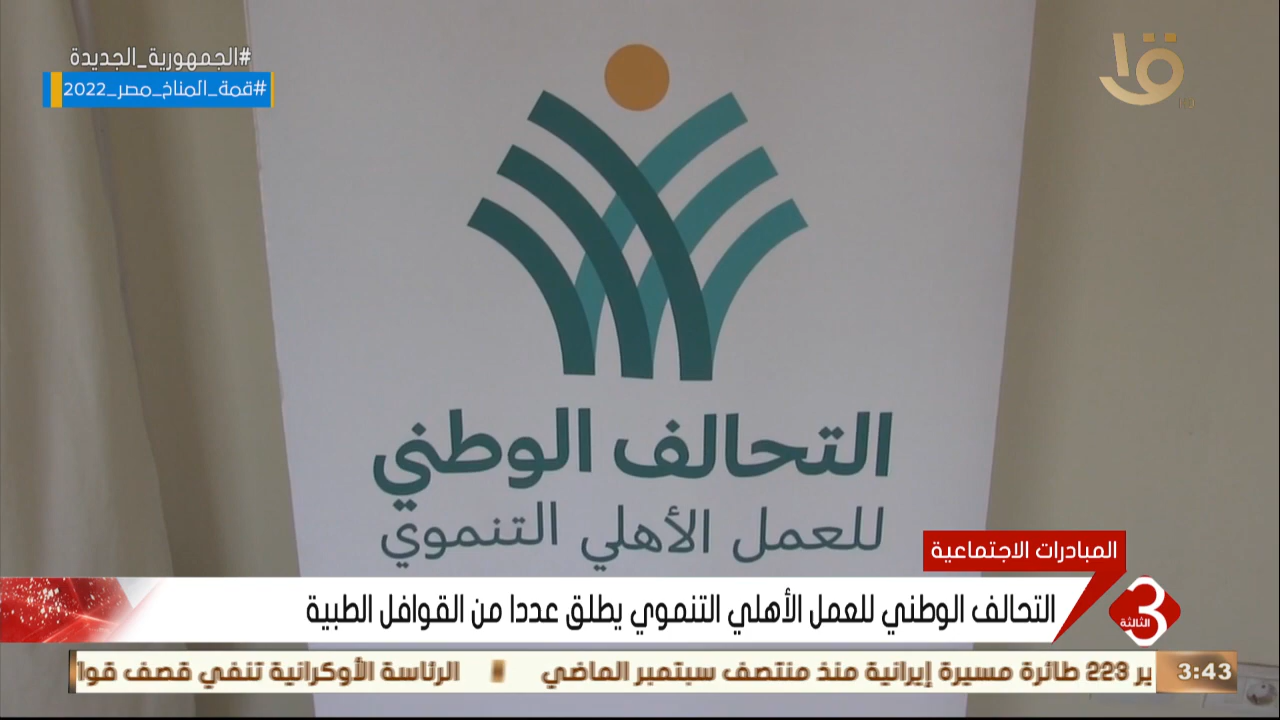 #الجمهورية_الجديدة
#قمة_المناخ_مصر_2022
التحالف الوطني
للعمل الأهلي التنموي
المبادرات الاجتماعية
3 الثالثة
التحالف الوطني للعمل الأهلي التنموي يطلق عددا من القوافل الطبية
3:43
223 طائرة مسيرة إيرانية منذ منتصف سبتمبر الماضي الرئاسة الأوكرانية تنفي قصف